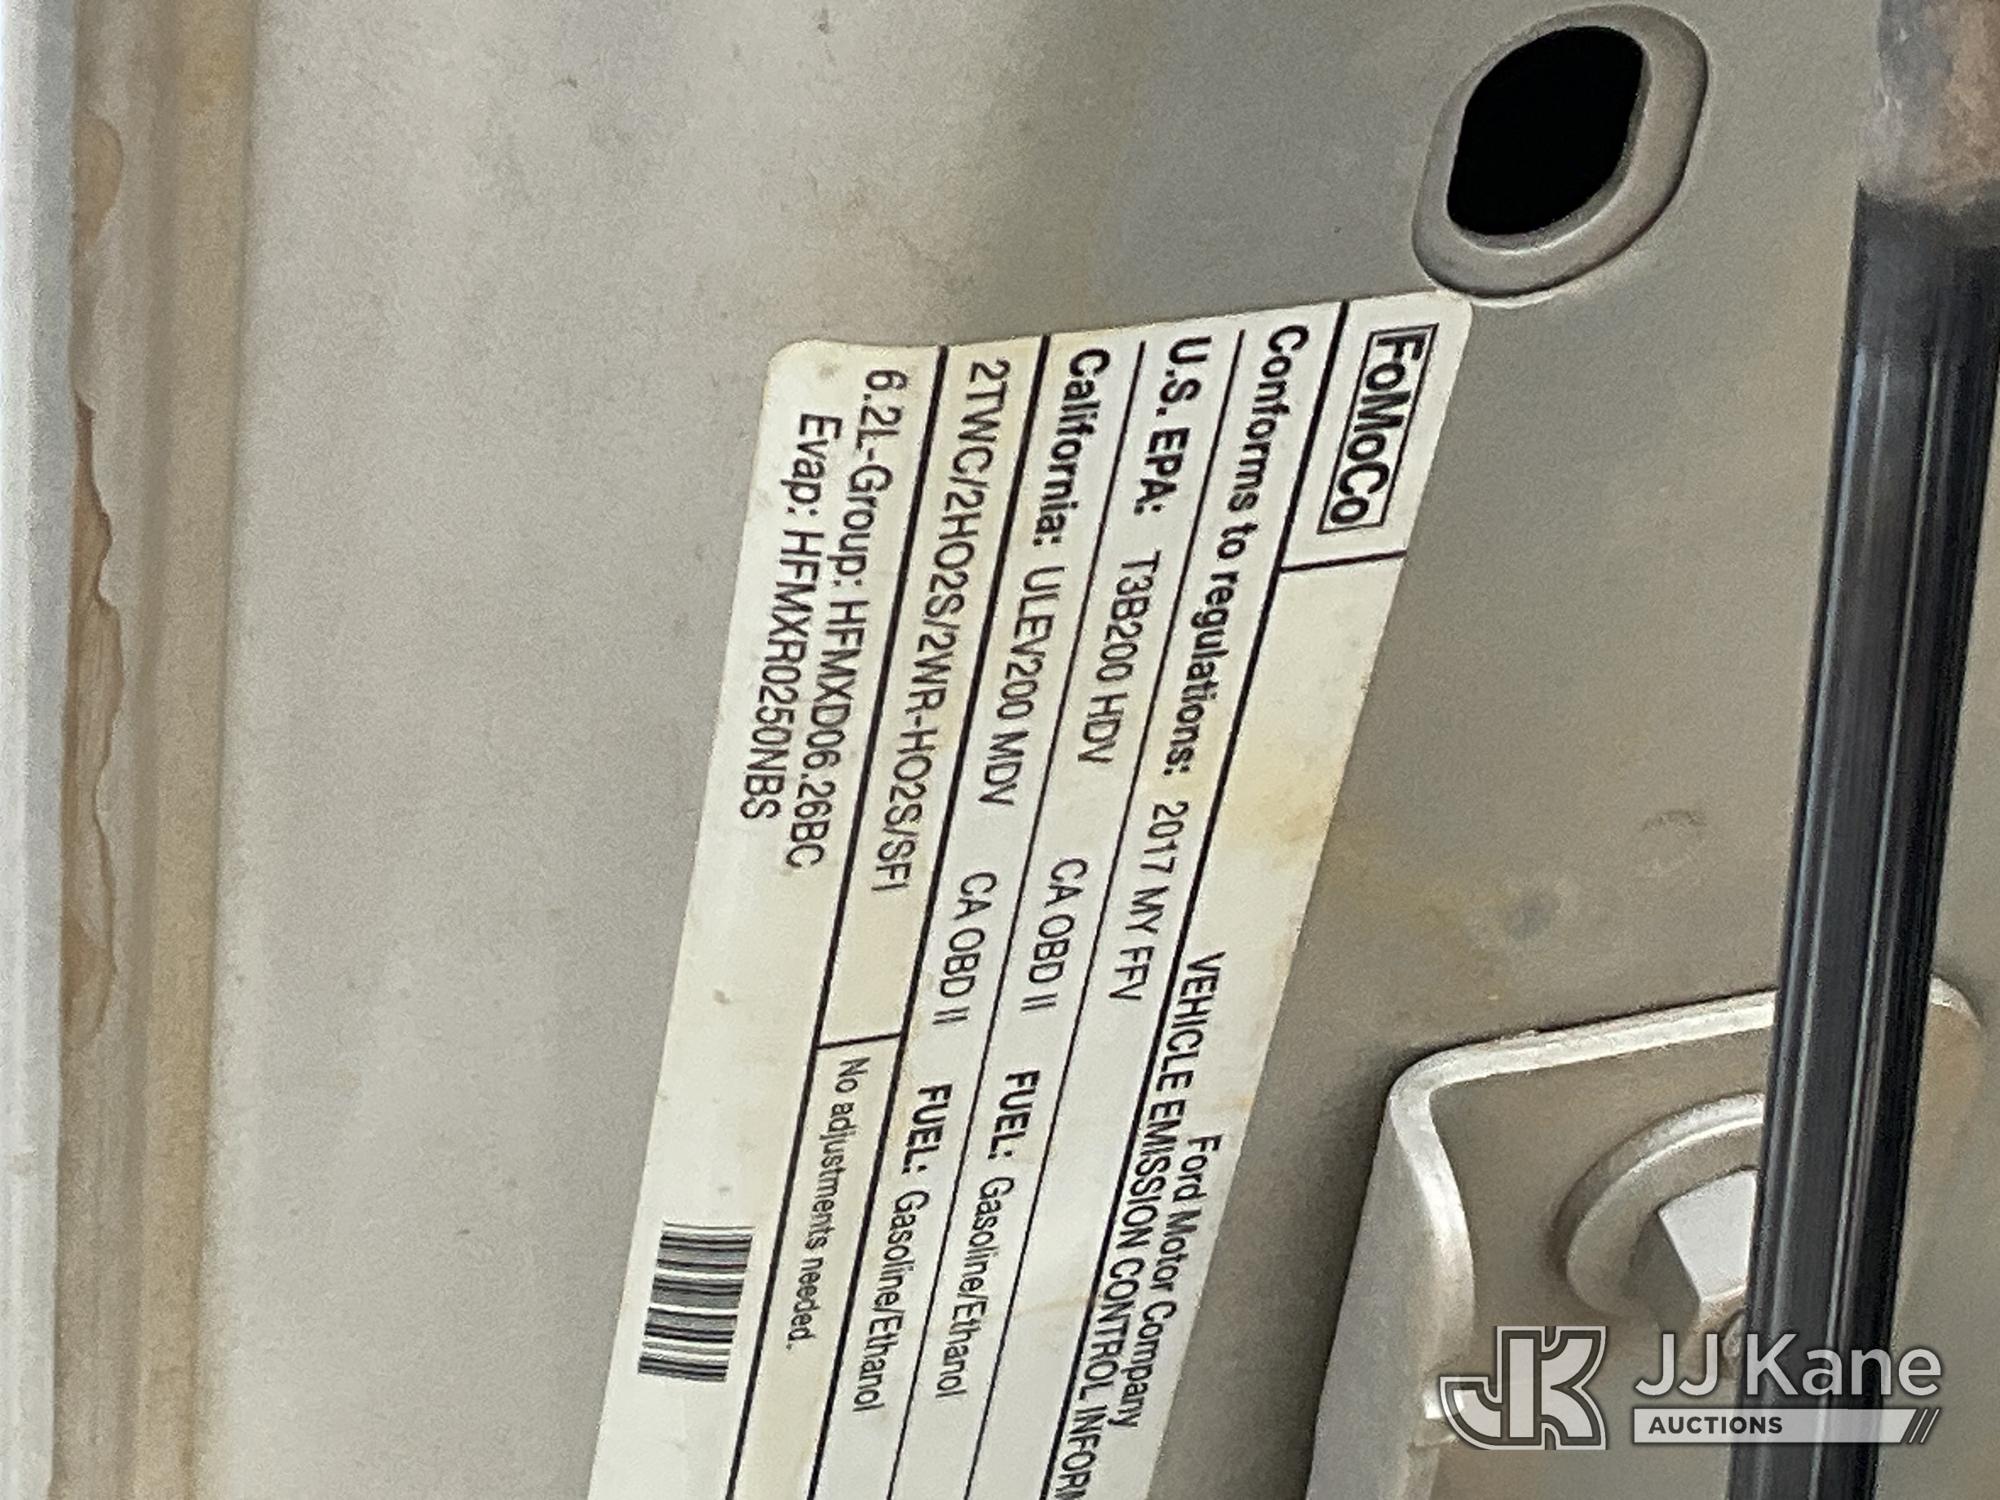 FoMoCo
Ford Motor Company
VEHICLE EMISSION CONTROL INFORM
Conforms to regulations: 2017 MY FFV
U.S. EPA: T3B200 HDV CA OBD II FUEL: Gasoline/Ethanol
California: ULEV200 MDV CA OBD II FUEL: Gasoline/Ethanol
2TWC/2HO2S/2WR-HO2S/SFI No adjustments needed.
6.2L-Group: HFMXD06.26BC
Evap: HFMXR0250NBS
JK JJ Kane
AUCTIONS